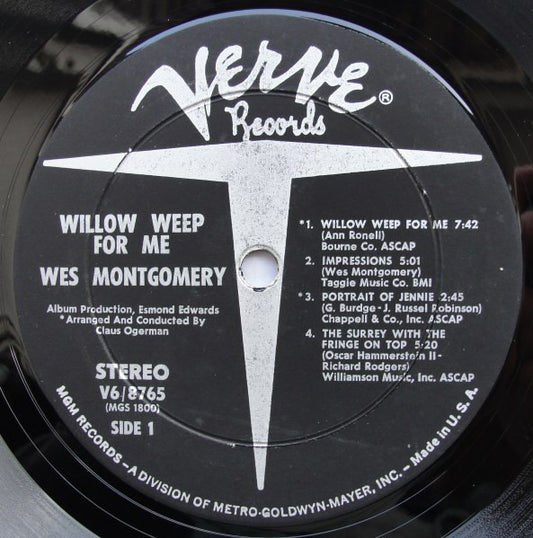 Verve ®
Records
WILLOW WEEP
FOR ME
WES MONTGOMERY
Album Production, Esmond Edwards
*Arranged And Conducted By
Claus Ogerman
STEREO
V6/8765
(MGS 1800)
SIDE 1
*1. WILLOW WEEP FOR ME 7:42
(Ann Ronell)
Bourne Co. ASCAP
2. IMPRESSIONS 5:01
(Wes Montgomery)
Taggie Music Co. BMI
*3. PORTRAIT OF JENNIE 2:45
(G. Burdge - J. Russel Robinson)
Chappell & Co., Inc. ASCAP
4. THE SURREY WITH THE
FRINGE ON TOP 5:20
(Oscar Hammerstein II -
Richard Rodgers)
Williamson Music, Inc. ASCAP
MGM RECORDS – A DIVISION OF METRO-GOLDWYN-MAYER, INC. – Made in U.S.A.